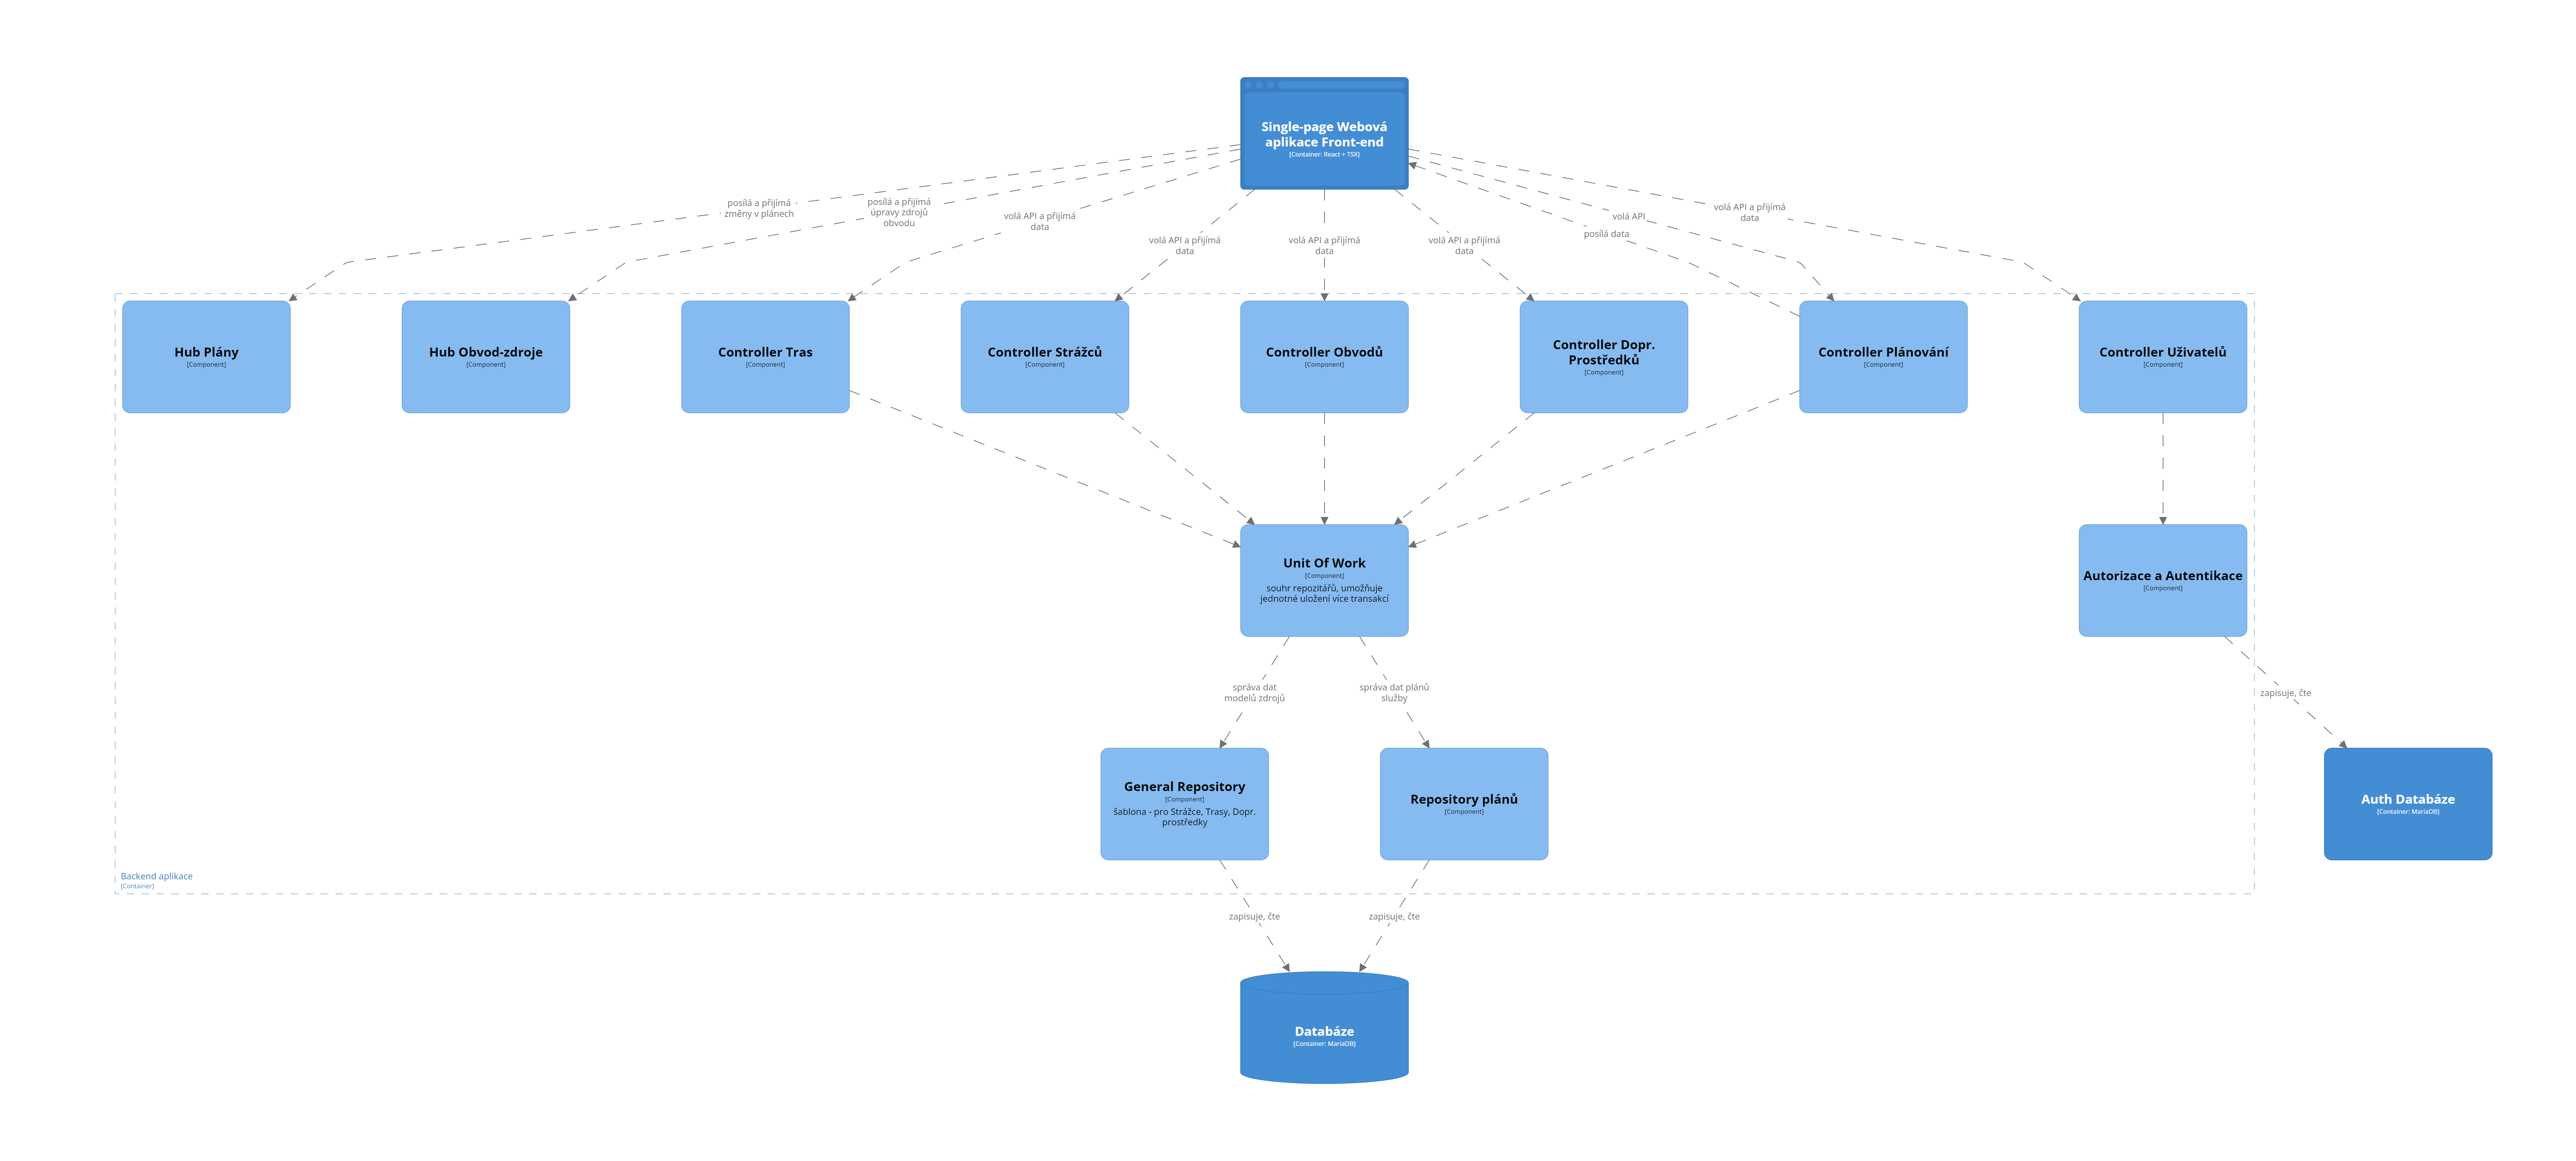 Single-page Webová
aplikace Front-end
[Container: React + TSX]
posílá a přijímá
změny v plánech
posílá a přijímá
úpravy zdrojů
obvodu
volá API a přijímá
data
volá API a přijímá
data
volá API a přijímá
data
volá API a přijímá
data
posílá data
volá API
volá API a přijímá
data
Hub Plány
[Component]
Hub Obvod-zdroje
[Component]
Controller Tras
[Component]
Controller Strážců
[Component]
Controller Obvodů
[Component]
Controller Dopr.
Prostředků
[Component]
Controller Plánování
[Component]
Controller Uživatelů
[Component]
Unit Of Work
[Component]
souhr repozitářů, umožňuje
jednotné uložení více transakcí
Autorizace a Autentikace
[Component]
správa dat
modelů zdrojů
správa dat plánů
služby
zapisuje, čte
General Repository
[Component]
šablona - pro Strážce, Trasy, Dopr.
prostředky
Repository plánů
[Component]
Auth Databáze
[Container: MariaDB]
Backend aplikace
[Container]
zapisuje, čte
zapisuje, čte
Databáze
[Container: MariaDB]